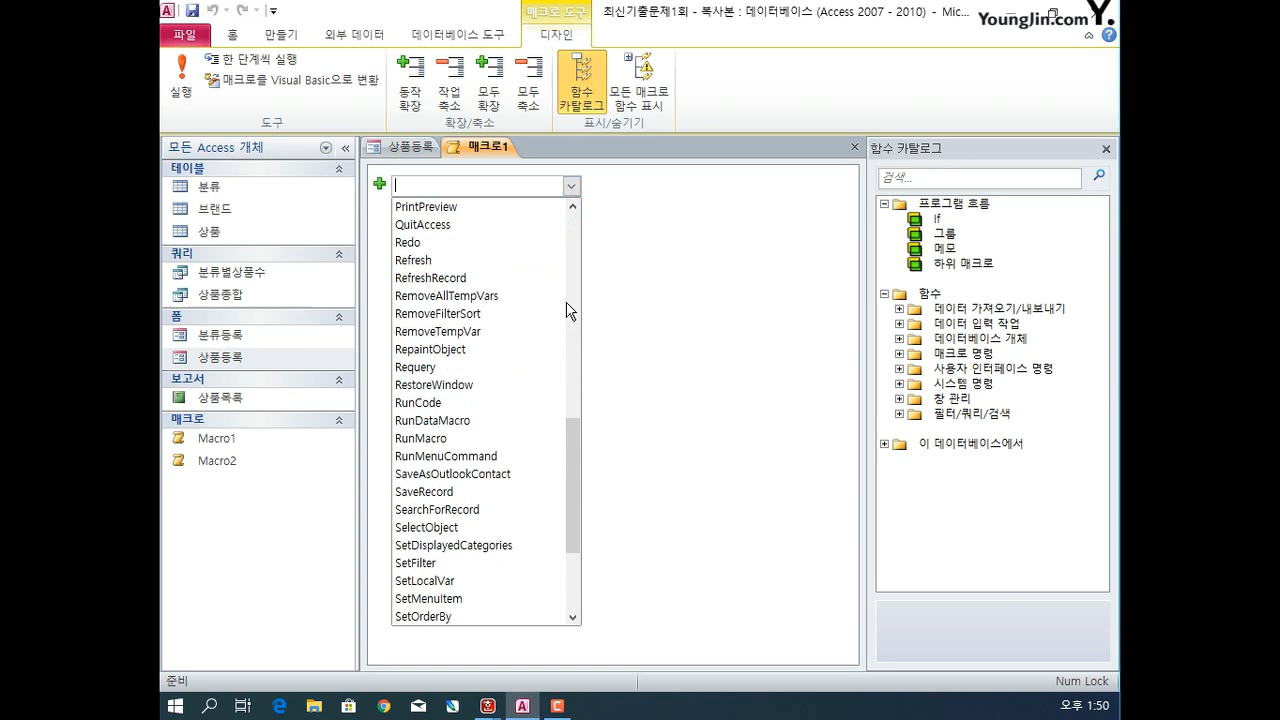 최신기출문제1회 - 복사본 : 데이터베이스 (Access 2007 - 2010) - Mic...
YoungJin.com Y.
매크로 도구
파일 홈 만들기 외부 데이터 데이터베이스 도구 디자인
실행
한 단계씩 실행
매크로를 Visual Basic으로 변환
도구
동작 확장
작업 축소
모두 확장
모두 축소
확장/축소
함수 카탈로그
모든 매크로 함수 표시
표시/숨기기
모든 Access 개체
테이블
분류
브랜드
상품
쿼리
분류별상품수
상품종합
폼
분류등록
상품등록
보고서
상품목록
매크로
Macro1
Macro2
상품등록 매크로1
PrintPreview
QuitAccess
Redo
Refresh
RefreshRecord
RemoveAllTempVars
RemoveFilterSort
RemoveTempVar
RepaintObject
Requery
RestoreWindow
RunCode
RunDataMacro
RunMacro
RunMenuCommand
SaveAsOutlookContact
SaveRecord
SearchForRecord
SelectObject
SetDisplayedCategories
SetFilter
SetLocalVar
SetMenuItem
SetOrderBy
함수 카탈로그
검색...
프로그램 흐름
If
그룹
메모
하위 매크로
함수
데이터 가져오기/내보내기
데이터 입력 작업
데이터베이스 개체
매크로 명령
사용자 인터페이스 명령
시스템 명령
창 관리
필터/쿼리/검색
이 데이터베이스에서
준비
Num Lock
오후 1:50